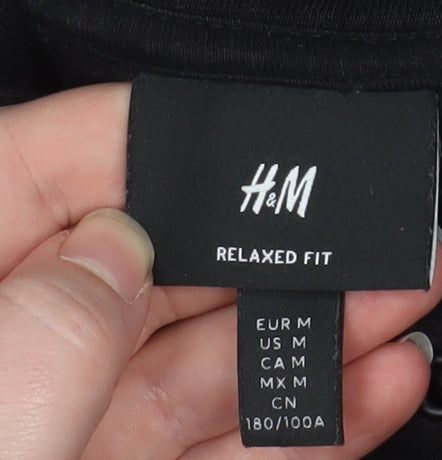 H&M
RELAXED FIT
EUR M
US M
CA M
MX M
CN
180/100A